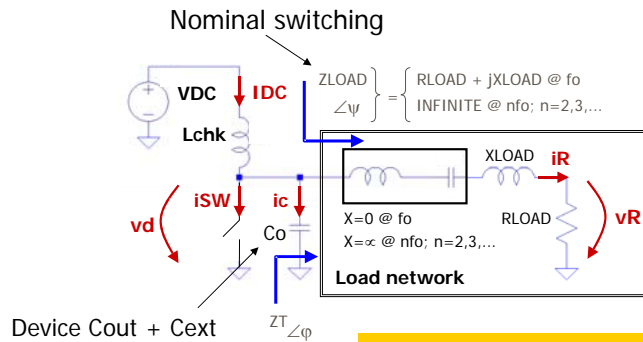 Nominal switching
ZLOAD
∠ψ
=
RLOAD + jXLOAD @ fo
INFINITE @ nfo; n=2,3,...
VDC
IDC
Lchk
XLOAD
iR
iSW
ic
vd
Co
X=0 @ fo
X=∝ nfo; n=2,3,...
RLOAD
vR
Load network
Device Cout + Cext
ZT∠φ